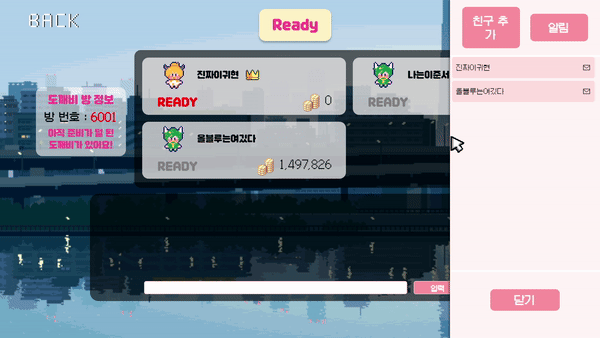 BACK
Ready
친구 추
가
알림
진짜이귀현
나는이준서
READY
0
READY
진짜이귀현
올블루는여깄다
도깨비 방 정보
방 번호 : 6001
아직 준비가 덜 된
도깨비가 있어요!
올블루는여깄다
READY
1,497,826
입력
닫기